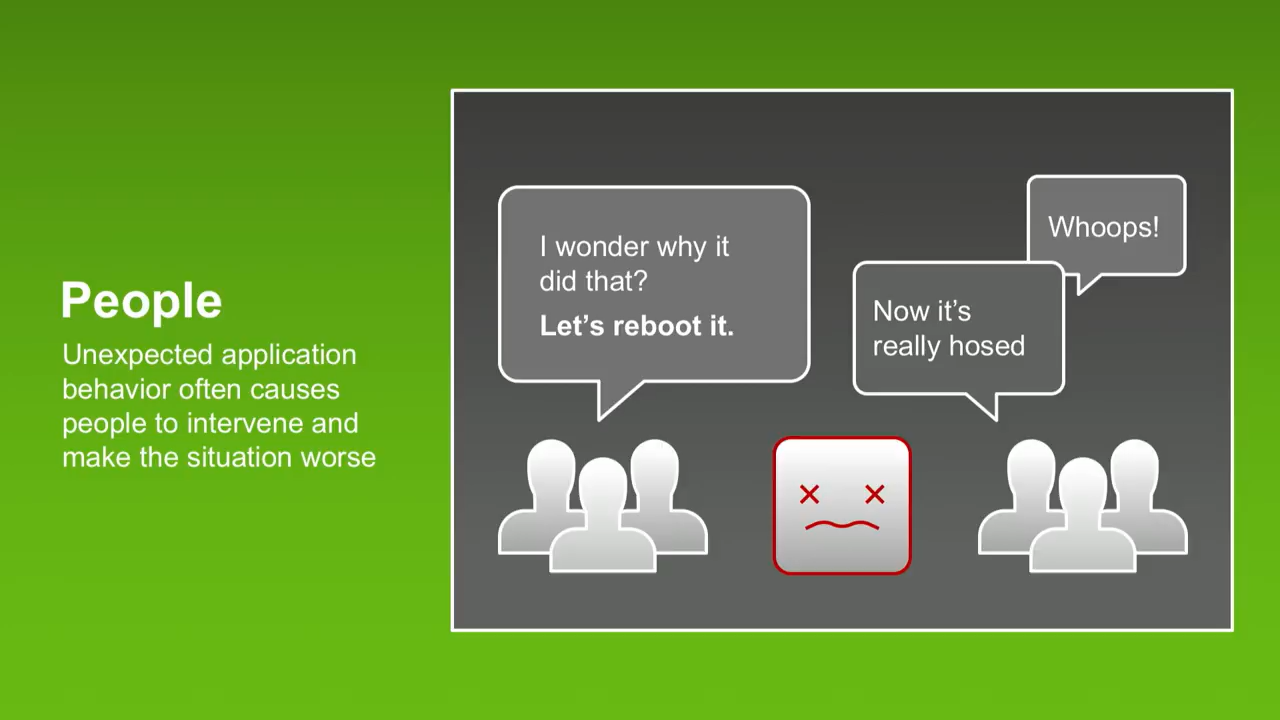 People
Unexpected application
behavior often causes
people to intervene and
make the situation worse
I wonder why it
did that?
Let’s reboot it.
Now it’s
really hosed
Whoops!